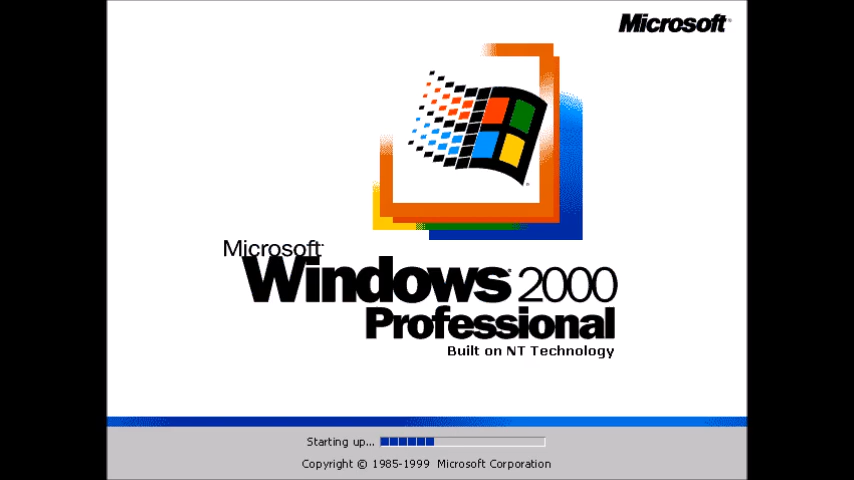 Microsoft
Microsoft
Windows 2000
Professional
Built on NT Technology
Starting up...
Copyright © 1985-1999 Microsoft Corporation